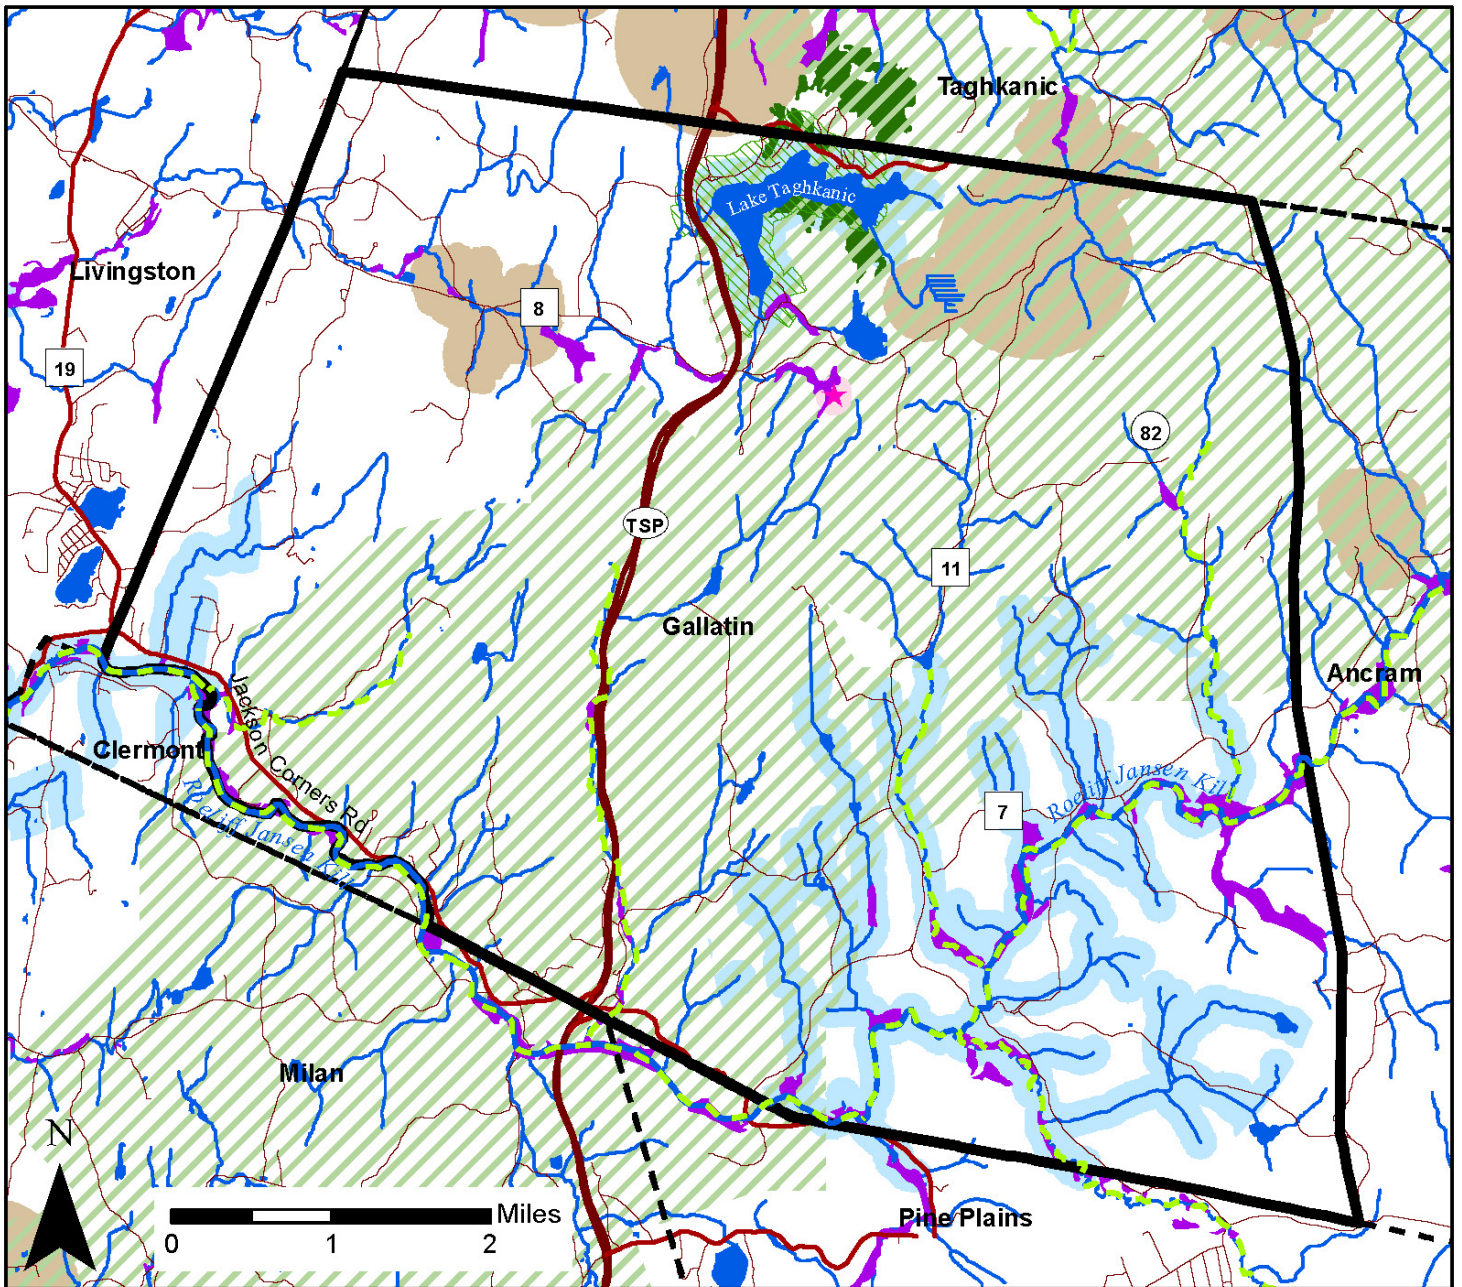 Taghkanic
Lake Taghkanic
Livingston
8
19
82
TSP
11
Gallatin
Ancram
Jackson Corners Rd
Clermont
Roeliff Jansen Kill
Roeliff Jansen Kill
7
Milan
N
Miles
0 1 2
Pine Plains